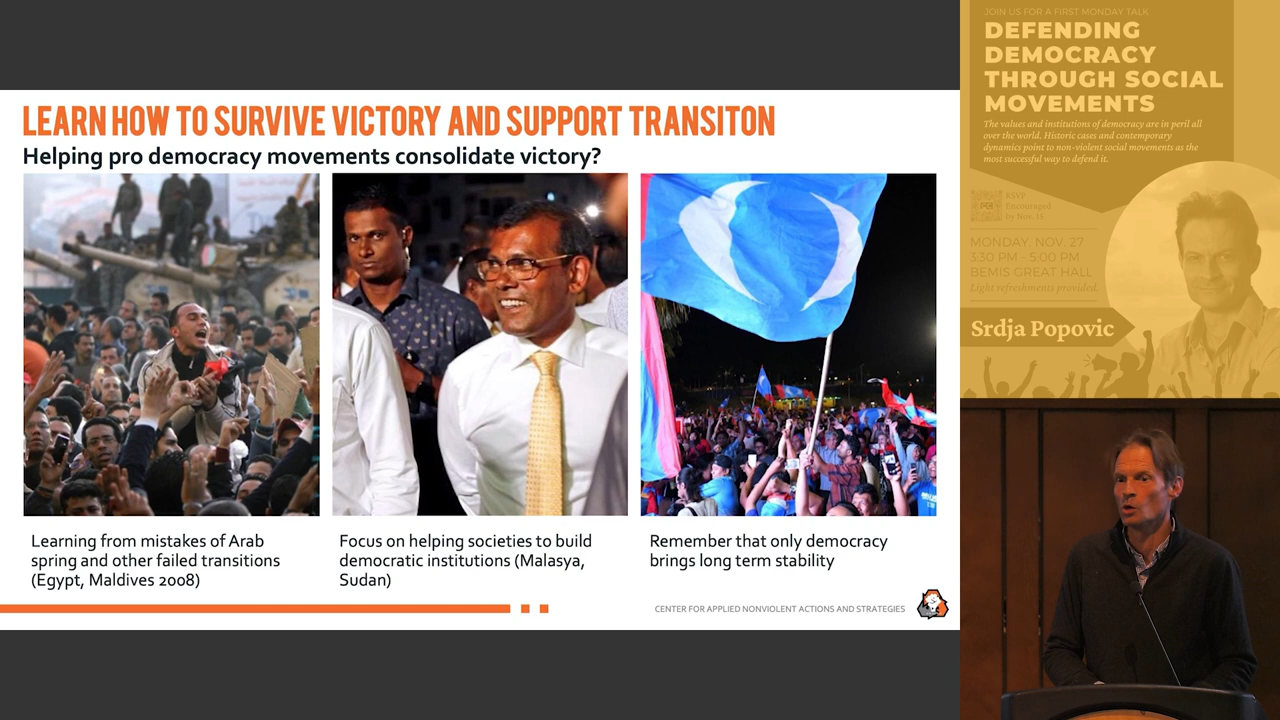 LEARN HOW TO SURVIVE VICTORY AND SUPPORT TRANSITON
Helping pro democracy movements consolidate victory?
Learning from mistakes of Arab
spring and other failed transitions
(Egypt, Maldives 2008)
Focus on helping societies to build
democratic institutions (Malasya,
Sudan)
Remember that only democracy
brings long term stability
CENTER FOR APPLIED NONVIOLENT ACTIONS AND STRATEGIES
JOIN US FOR A FIRST MONDAY TALK
DEFENDING
DEMOCRACY
THROUGH SOCIAL
MOVEMENTS
The values and institutions of democracy are in peril all
over the world. Historic cases and contemporary
dynamics point to non-violent social movements as the
most successful way to defend it.
RSVP
Encouraged
by Nov. 15
MONDAY, NOV. 27
3:30 PM - 5:00 PM
BEMIS GREAT HALL
Light refreshments provided.
Srdja Popovic